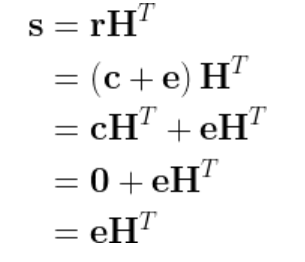 s = rH^T
= (c + e) H^T
= cH^T + eH^T
= 0 + eH^T
= eH^T